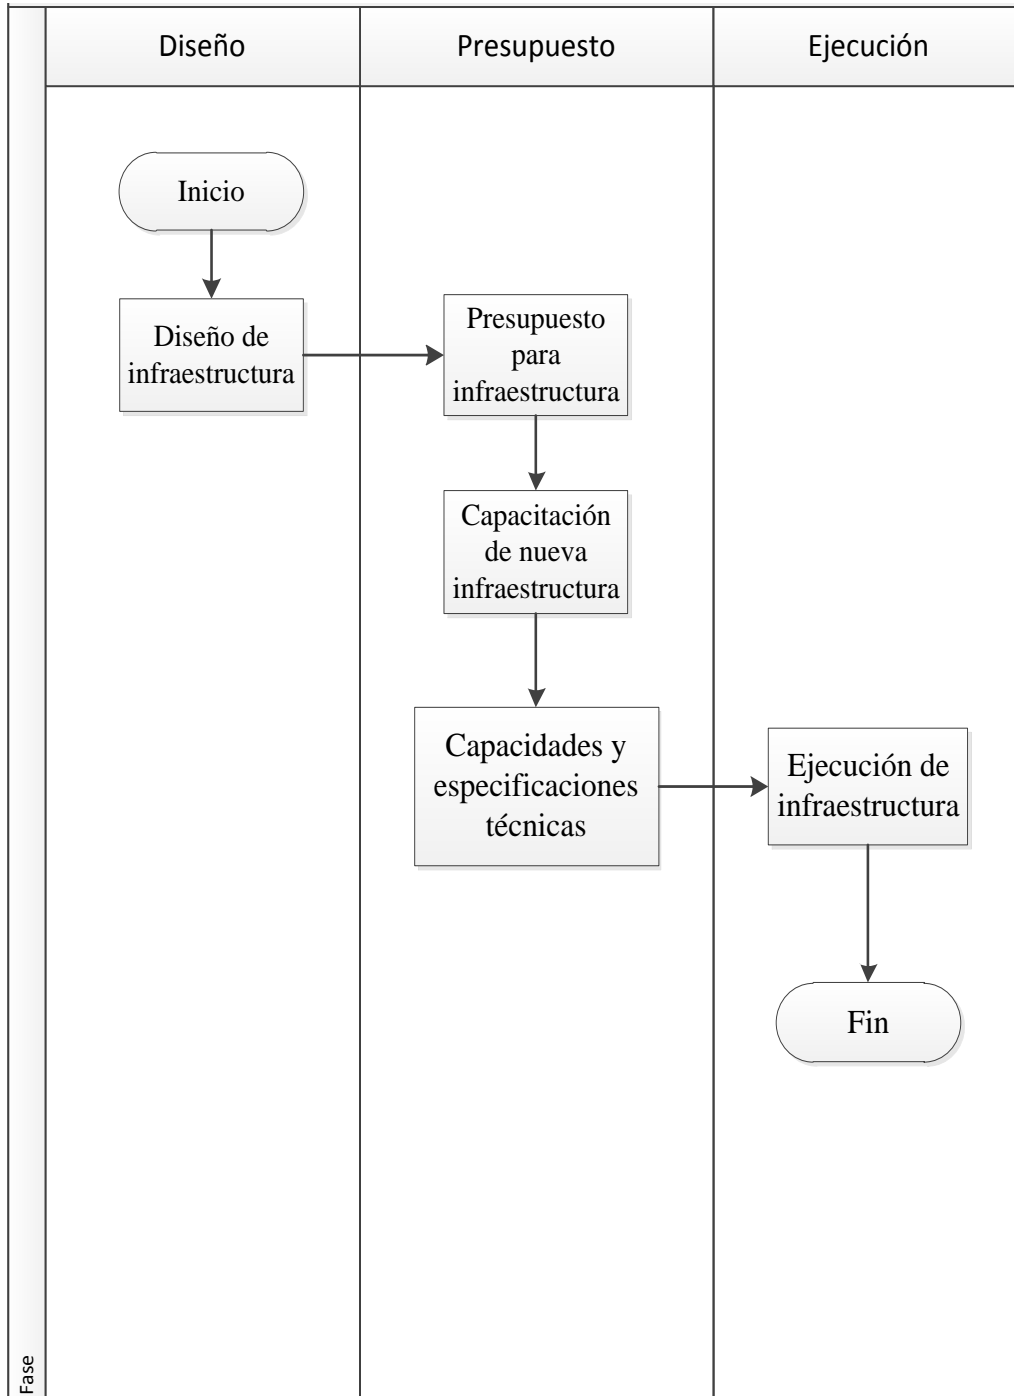 Diseño
Presupuesto
Ejecución
Inicio
Diseño de
infraestructura
Presupuesto
para
infraestructura
Capacitación
de nueva
infraestructura
Capacidades y
especificaciones
técnicas
Ejecución de
infraestructura
Fin
Fase